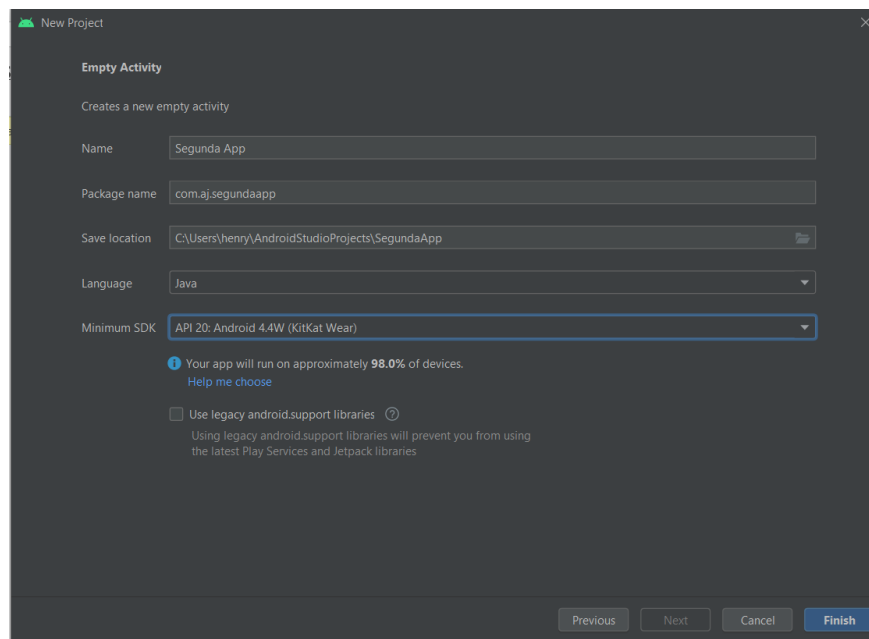 New Project
Empty Activity
Creates a new empty activity
Name Segunda App
Package name com.aj.segundaapp
Save location C:\Users\henry\AndroidStudioProjects\SegundaApp
Language Java
Minimum SDK API 20: Android 4.4W (KitKat Wear)
Your app will run on approximately 98.0% of devices.
Help me choose
Use legacy android.support libraries ?
Using legacy android.support libraries will prevent you from using
the latest Play Services and Jetpack libraries
Previous Next Cancel Finish